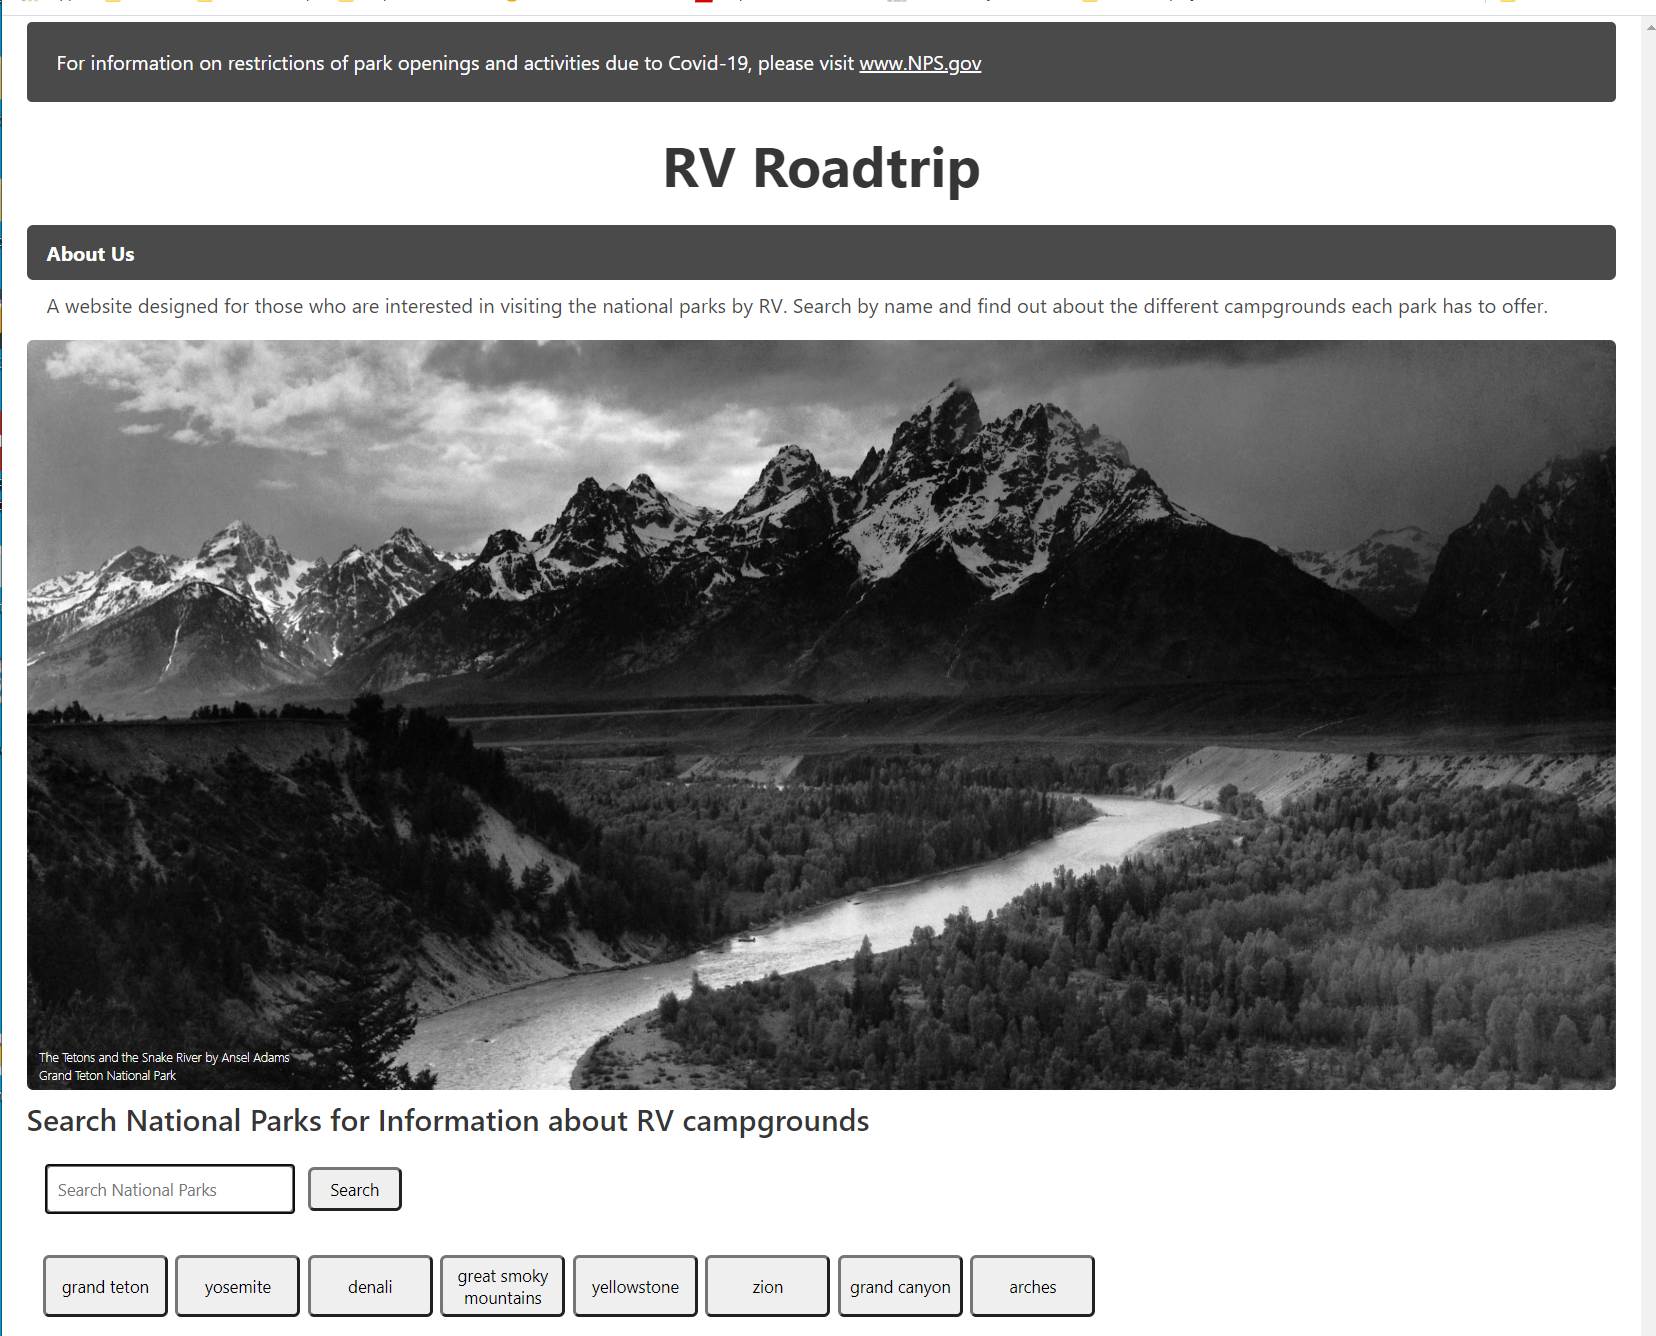 For information on restrictions of park openings and activities due to Covid-19, please visit www.NPS.gov
RV Roadtrip
About Us
A website designed for those who are interested in visiting the national parks by RV. Search by name and find out about the different campgrounds each park has to offer.
The Tetons and the Snake River by Ansel Adams
Grand Teton National Park
Search National Parks for Information about RV campgrounds
Search National Parks
Search
grand teton
yosemite
denali
great smoky
mountains
yellowstone
zion
grand canyon
arches